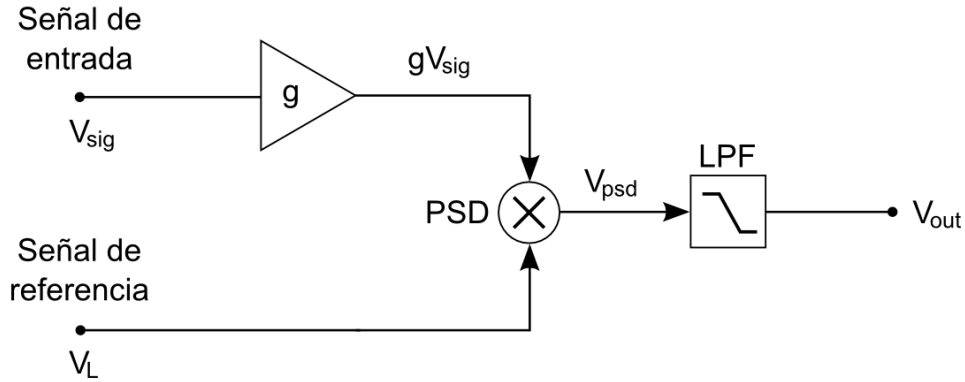 Señal de
entrada
g
gVsig
Vsig
LPF
Vpsd
PSD
Vout
Señal de
referencia
VL